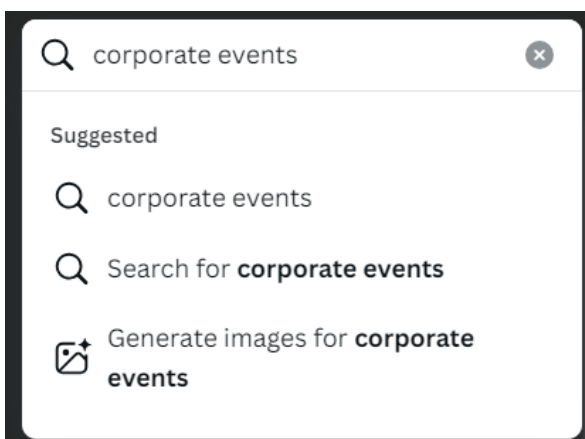 corporate events
Suggested
corporate events
Search for corporate events
Generate images for corporate
events